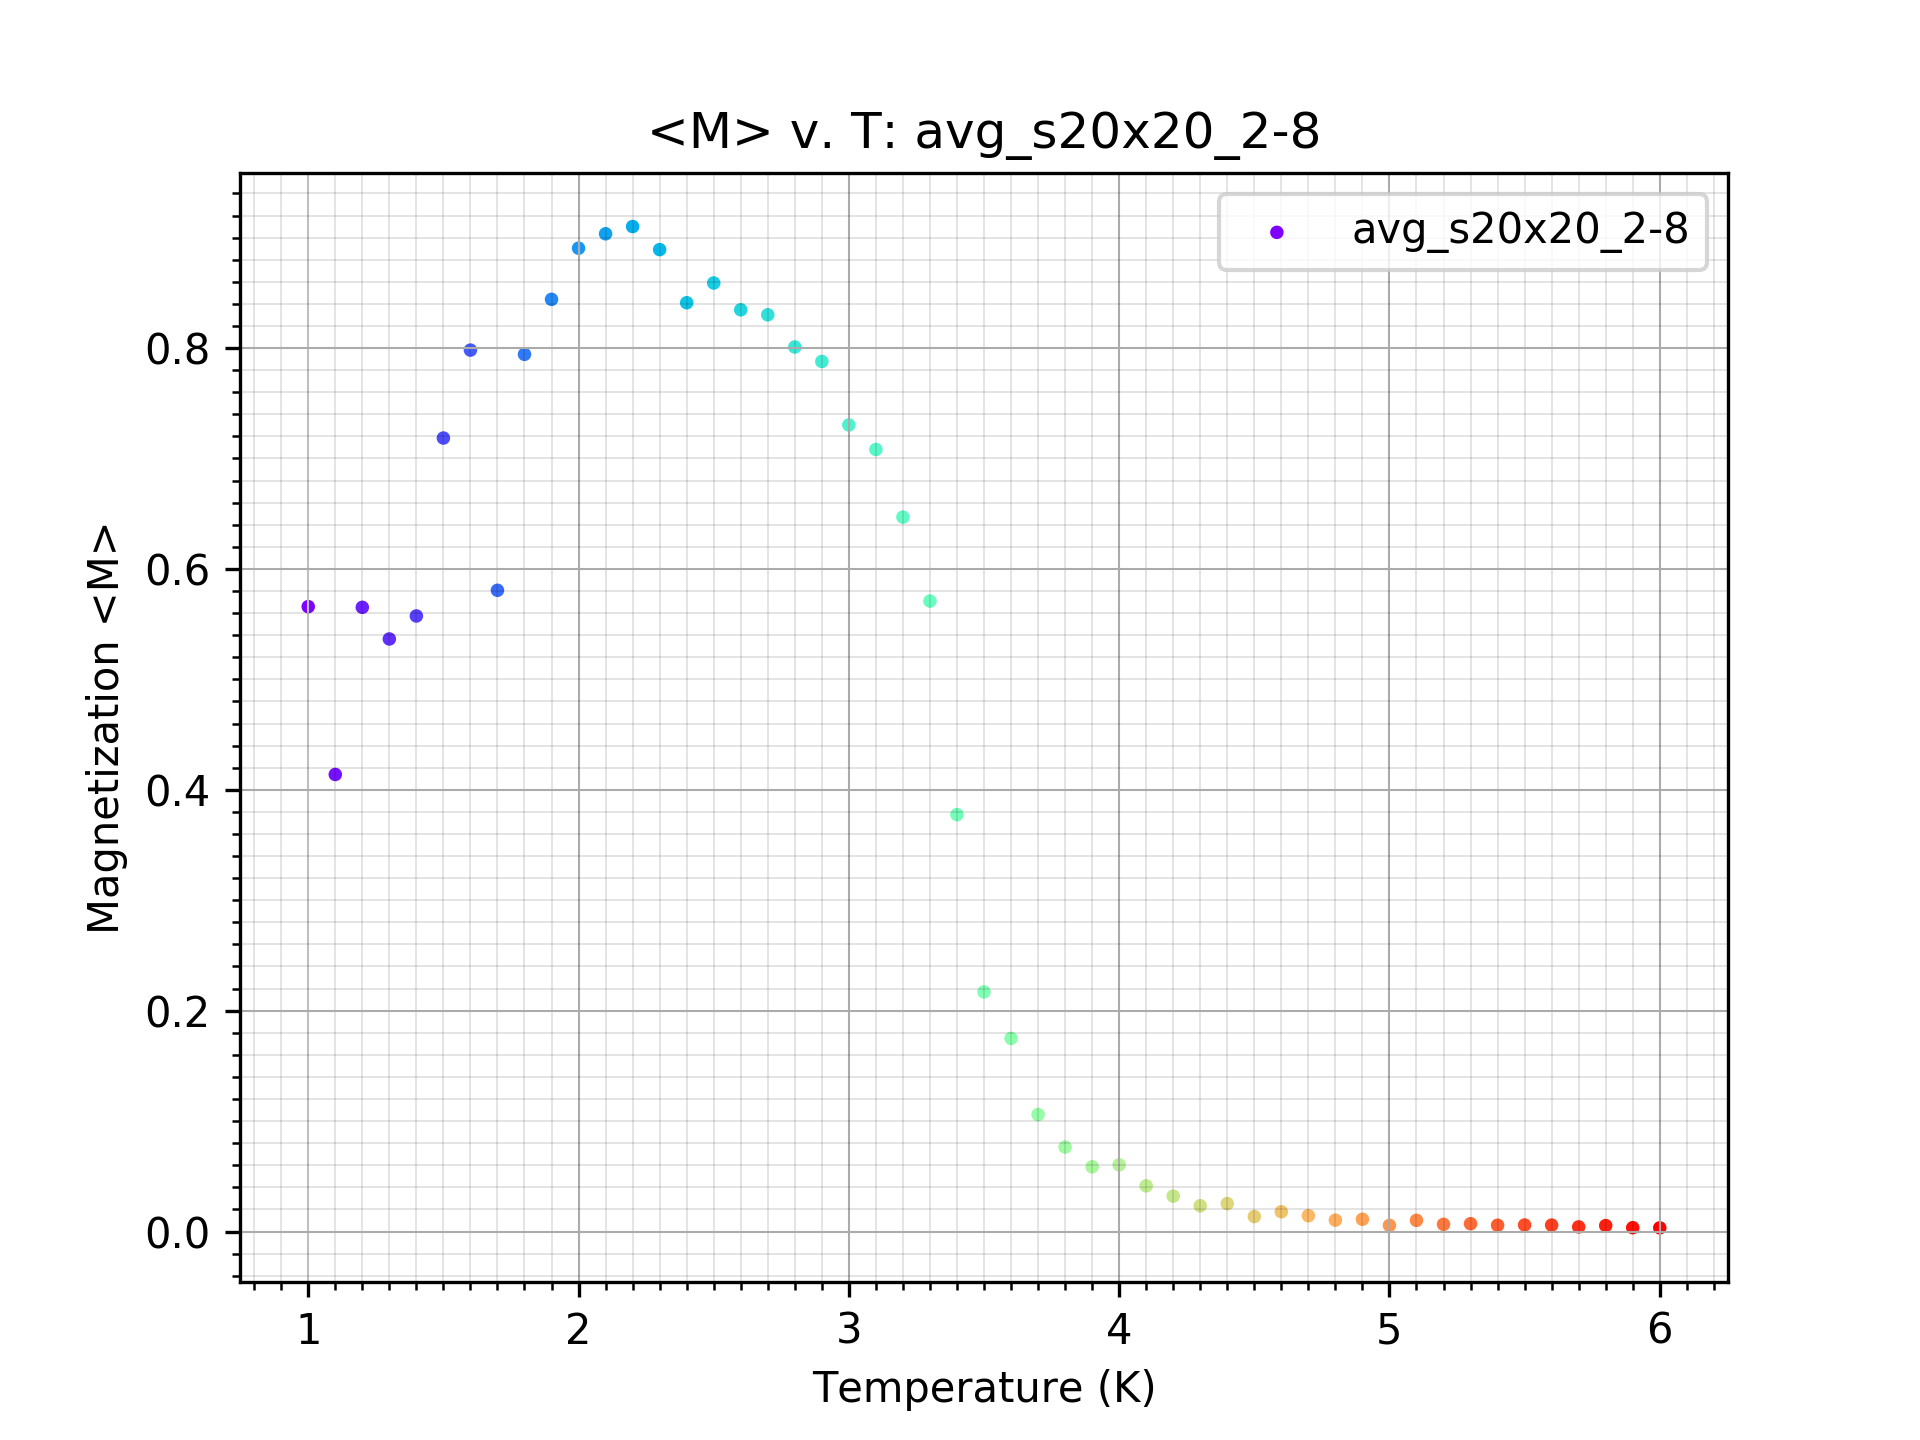 <M> v. T: avg_s20x20_2-8
avg_s20x20_2-8
Magnetization <M>
0.8
0.6
0.4
0.2
0.0
1 2 3 4 5 6
Temperature (K)